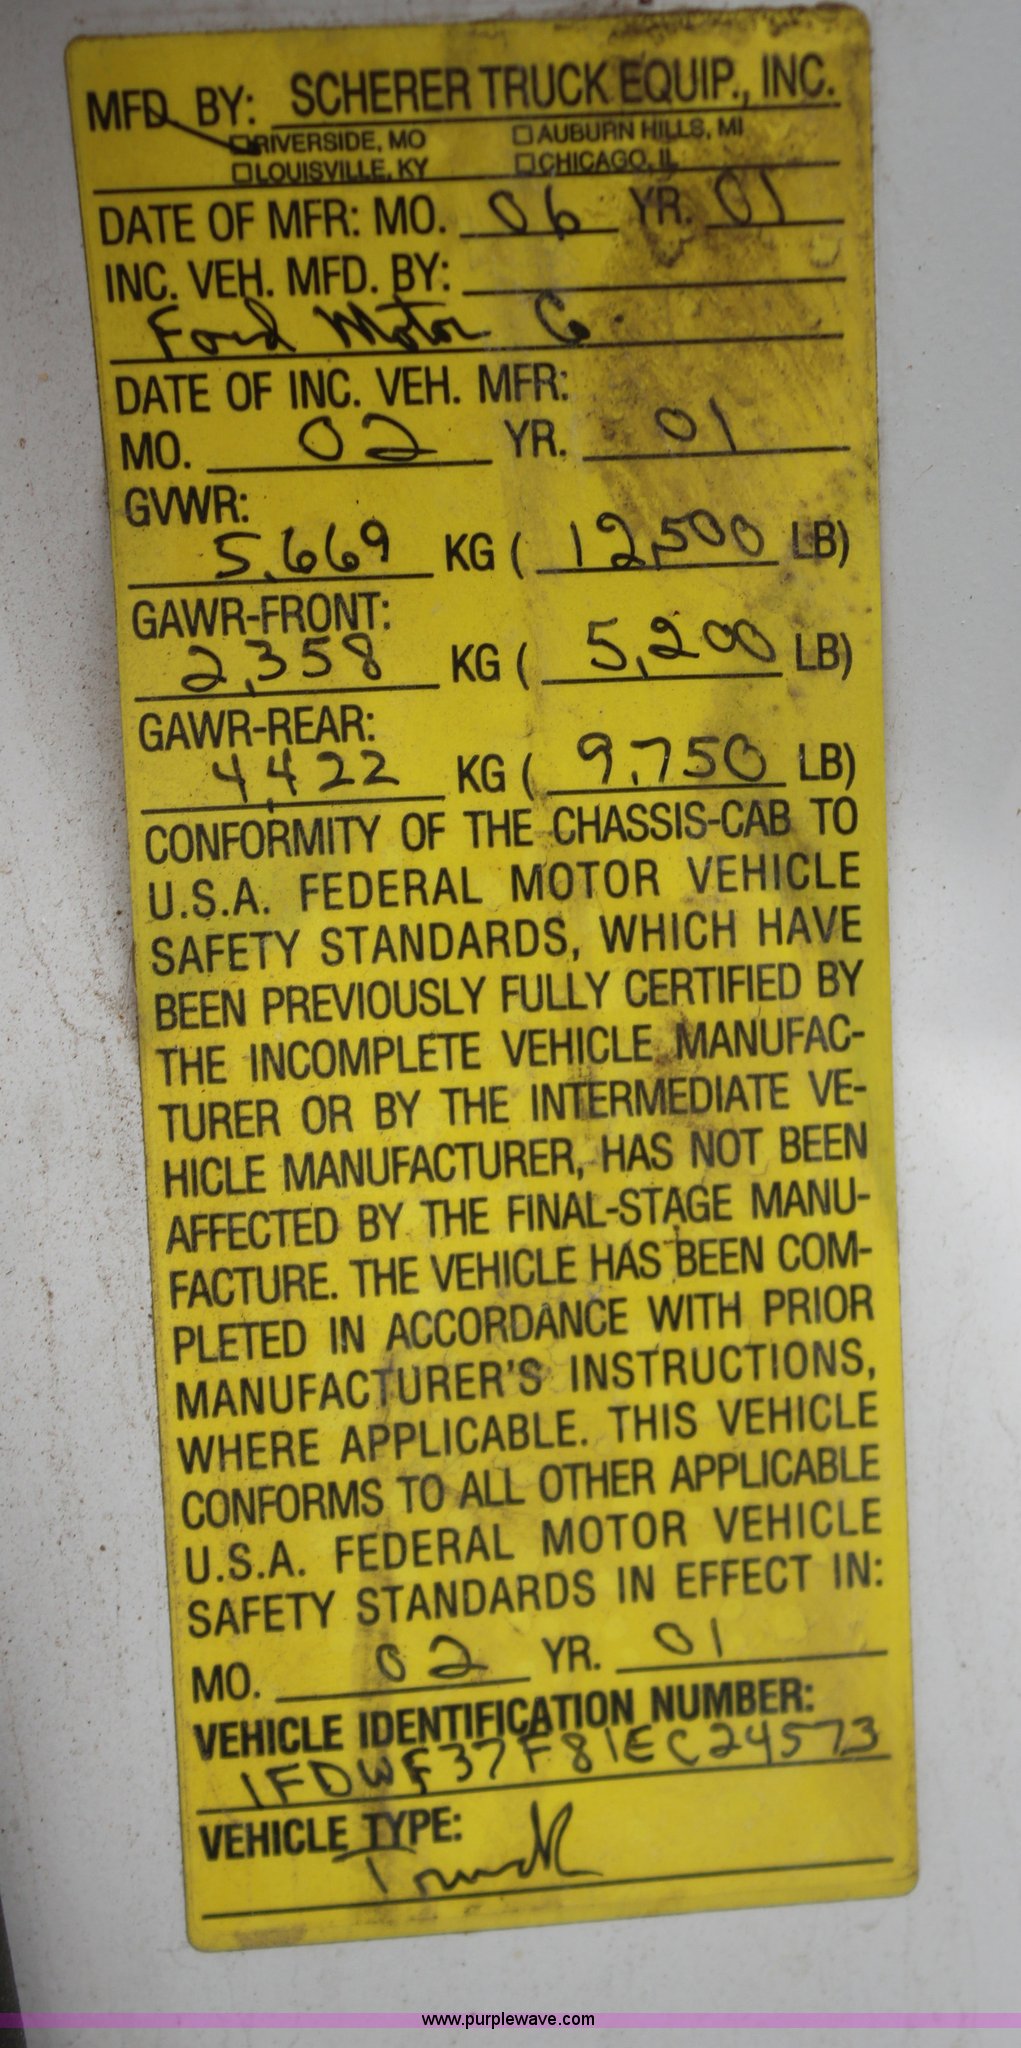 MFD BY: SCHERER TRUCK EQUIP., INC.
RIVERSIDE, MO AUBURN HILLS, MI
LOUISVILLE, KY CHICAGO, IL
DATE OF MFR: MO. 06 YR. 01
INC. VEH. MFD. BY:
Ford Motor Co.
DATE OF INC. VEH. MFR:
MO. 02 YR. 01
GVWR:
5,669 KG ( 12,500 LB)
GAWR-FRONT:
2,358 KG ( 5,200 LB)
GAWR-REAR:
4,422 KG ( 9,750 LB)
CONFORMITY OF THE CHASSIS-CAB TO
U.S.A. FEDERAL MOTOR VEHICLE
SAFETY STANDARDS, WHICH HAVE
BEEN PREVIOUSLY FULLY CERTIFIED BY
THE INCOMPLETE VEHICLE MANUFAC-
TURER OR BY THE INTERMEDIATE VE-
HICLE MANUFACTURER, HAS NOT BEEN
AFFECTED BY THE FINAL-STAGE MANU-
FACTURE. THE VEHICLE HAS BEEN COM-
PLETED IN ACCORDANCE WITH PRIOR
MANUFACTURER'S INSTRUCTIONS,
WHERE APPLICABLE. THIS VEHICLE
CONFORMS TO ALL OTHER APPLICABLE
U.S.A. FEDERAL MOTOR VEHICLE
SAFETY STANDARDS IN EFFECT IN:
MO. 02 YR. 01
VEHICLE IDENTIFICATION NUMBER:
1FDWF37F81EC24573
VEHICLE TYPE:
Truck
www.purplewave.com